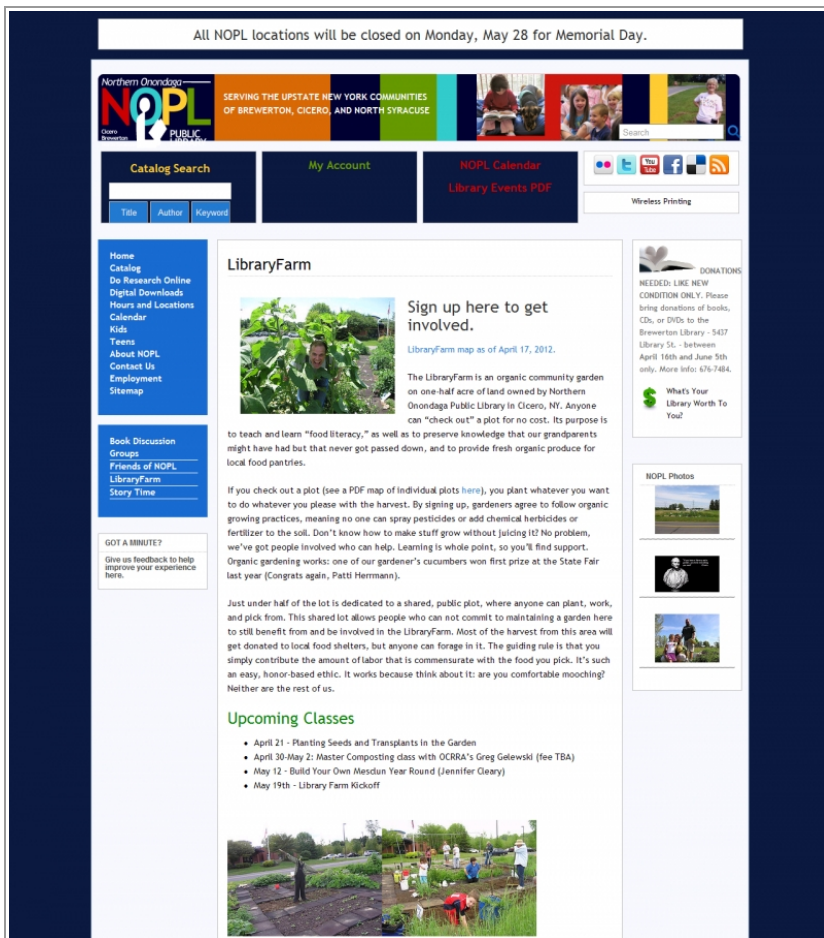 All NOPL locations will be closed on Monday, May 28 for Memorial Day.
Northern Onondaga
NOPL
Cicero
Brewerton
PUBLIC
LIBRARY
SERVING THE UPSTATE NEW YORK COMMUNITIES
OF BREWERTON, CICERO, AND NORTH SYRACUSE
Search
Catalog Search
Title Author Keyword
My Account
NOPL Calendar
Library Events PDF
You
Tube
Wireless Printing
Home
Catalog
Do Research Online
Digital Downloads
Hours and Locations
Calendar
Kids
Teens
About NOPL
Contact Us
Employment
Sitemap
Book Discussion
Groups
Friends of NOPL
LibraryFarm
Story Time
GOT A MINUTE?
Give us feedback to help
improve your experience
here.
LibraryFarm
Sign up here to get
involved.
LibraryFarm map as of April 17, 2012.
The LibraryFarm is an organic community garden
on one-half acre of land owned by Northern
Onondaga Public Library in Cicero, NY. Anyone
can “check out” a plot for no cost. Its purpose is
to teach and learn “food literacy,” as well as to preserve knowledge that our grandparents
might have had but that never got passed down, and to provide fresh organic produce for
local food pantries.
If you check out a plot (see a PDF map of individual plots here), you plant whatever you want
to do whatever you please with the harvest. By signing up, gardeners agree to follow organic
growing practices, meaning no one can spray pesticides or add chemical herbicides or
fertilizer to the soil. Don’t know how to make stuff grow without juicing it? No problem,
we’ve got people involved who can help. Learning is whole point, so you’ll find support.
Organic gardening works: one of our gardener’s cucumbers won first prize at the State Fair
last year (Congrats again, Patti Herrmann).
Just under half of the lot is dedicated to a shared, public plot, where anyone can plant, work,
and pick from. This shared lot allows people who can not commit to maintaining a garden here
to still benefit from and be involved in the LibraryFarm. Most of the harvest from this area will
get donated to local food shelters, but anyone can forage in it. The guiding rule is that you
simply contribute the amount of labor that is commensurate with the food you pick. It’s such
an easy, honor-based ethic. It works because think about it: are you comfortable mooching?
Neither are the rest of us.
Upcoming Classes
April 21 - Planting Seeds and Transplants in the Garden
April 30-May 2: Master Composting class with OCRRA’s Greg Gelewski (fee TBA)
May 12 - Build Your Own Mesclun Year Round (Jennifer Cleary)
May 19th - Library Farm Kickoff
DONATIONS
NEEDED: LIKE NEW
CONDITION ONLY. Please
bring donations of books,
CDs, or DVDs to the
Brewerton Library - 5437
Library St. - between
April 16th and June 5th
only. More info: 676-7484.
What's Your
Library Worth To
You?
NOPL Photos